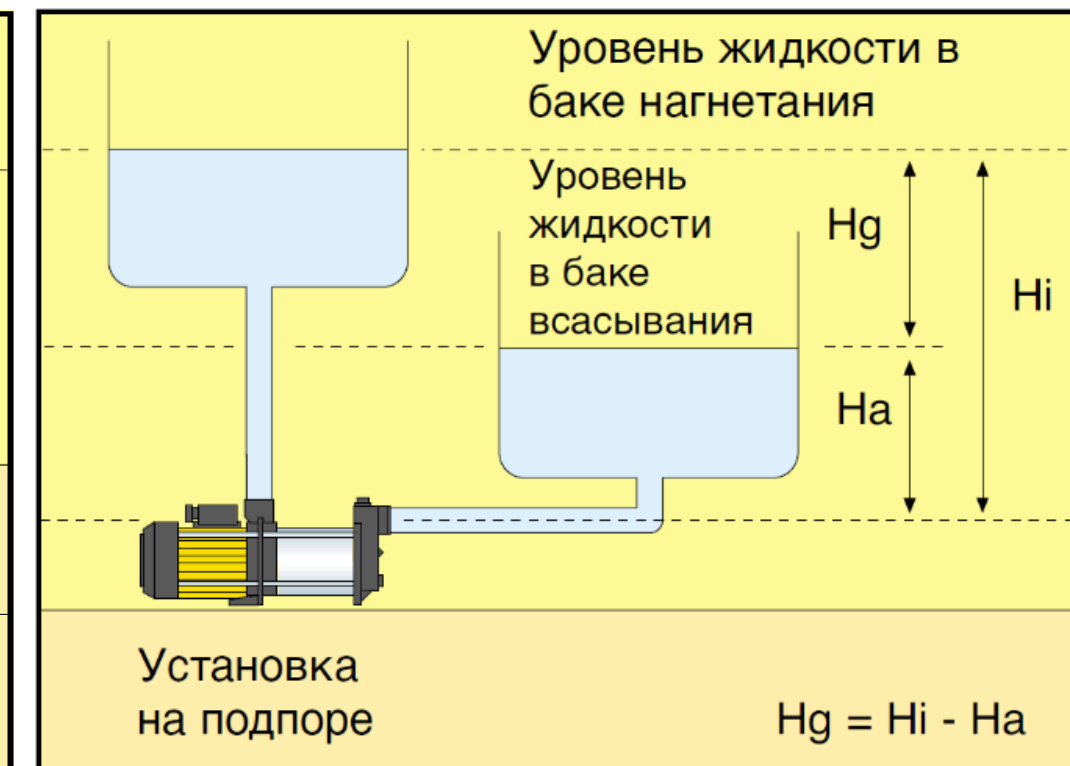 Уровень жидкости в
баке нагнетания
Уровень
жидкости
в баке
всасывания
Hg
Hi
Ha
Установка
на подпоре
Hg = Hi - Ha